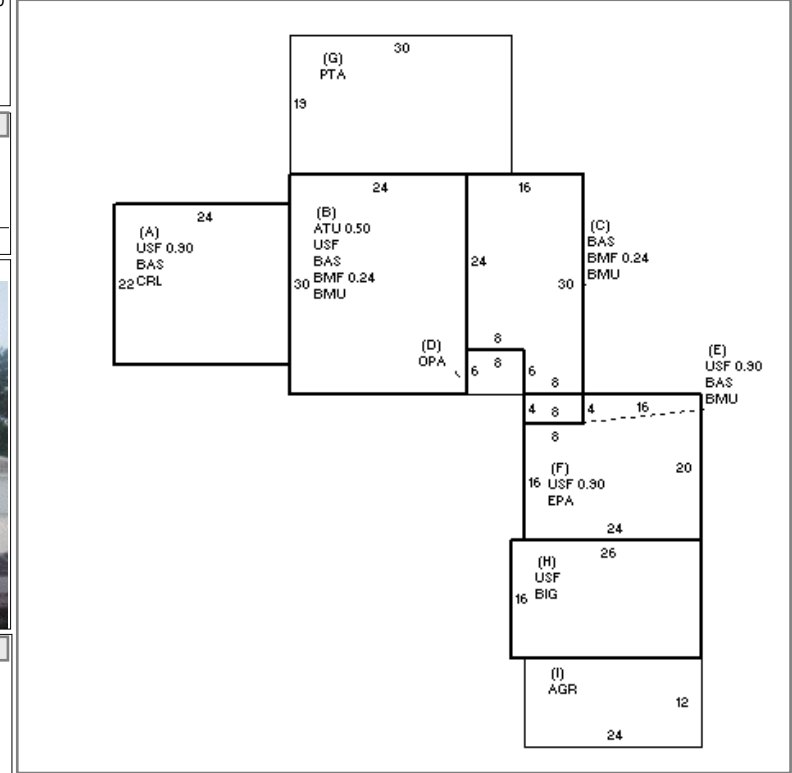 30
(G)
PTA
19
24
16
24
(A)
USF 0.90
BAS
22 CRL
(B)
ATU 0.50
USF
BAS
30 BMF 0.24
BMU
24
30
(C)
BAS
BMF 0.24
BMU
8
(D)
OPA
8
6
6
8
(E)
USF 0.90
BAS
BMU
4 8 4 16
8
(F)
16 USF 0.90
EPA
20
24
26
(H)
USF
16 BIG
(I)
AGR
12
24